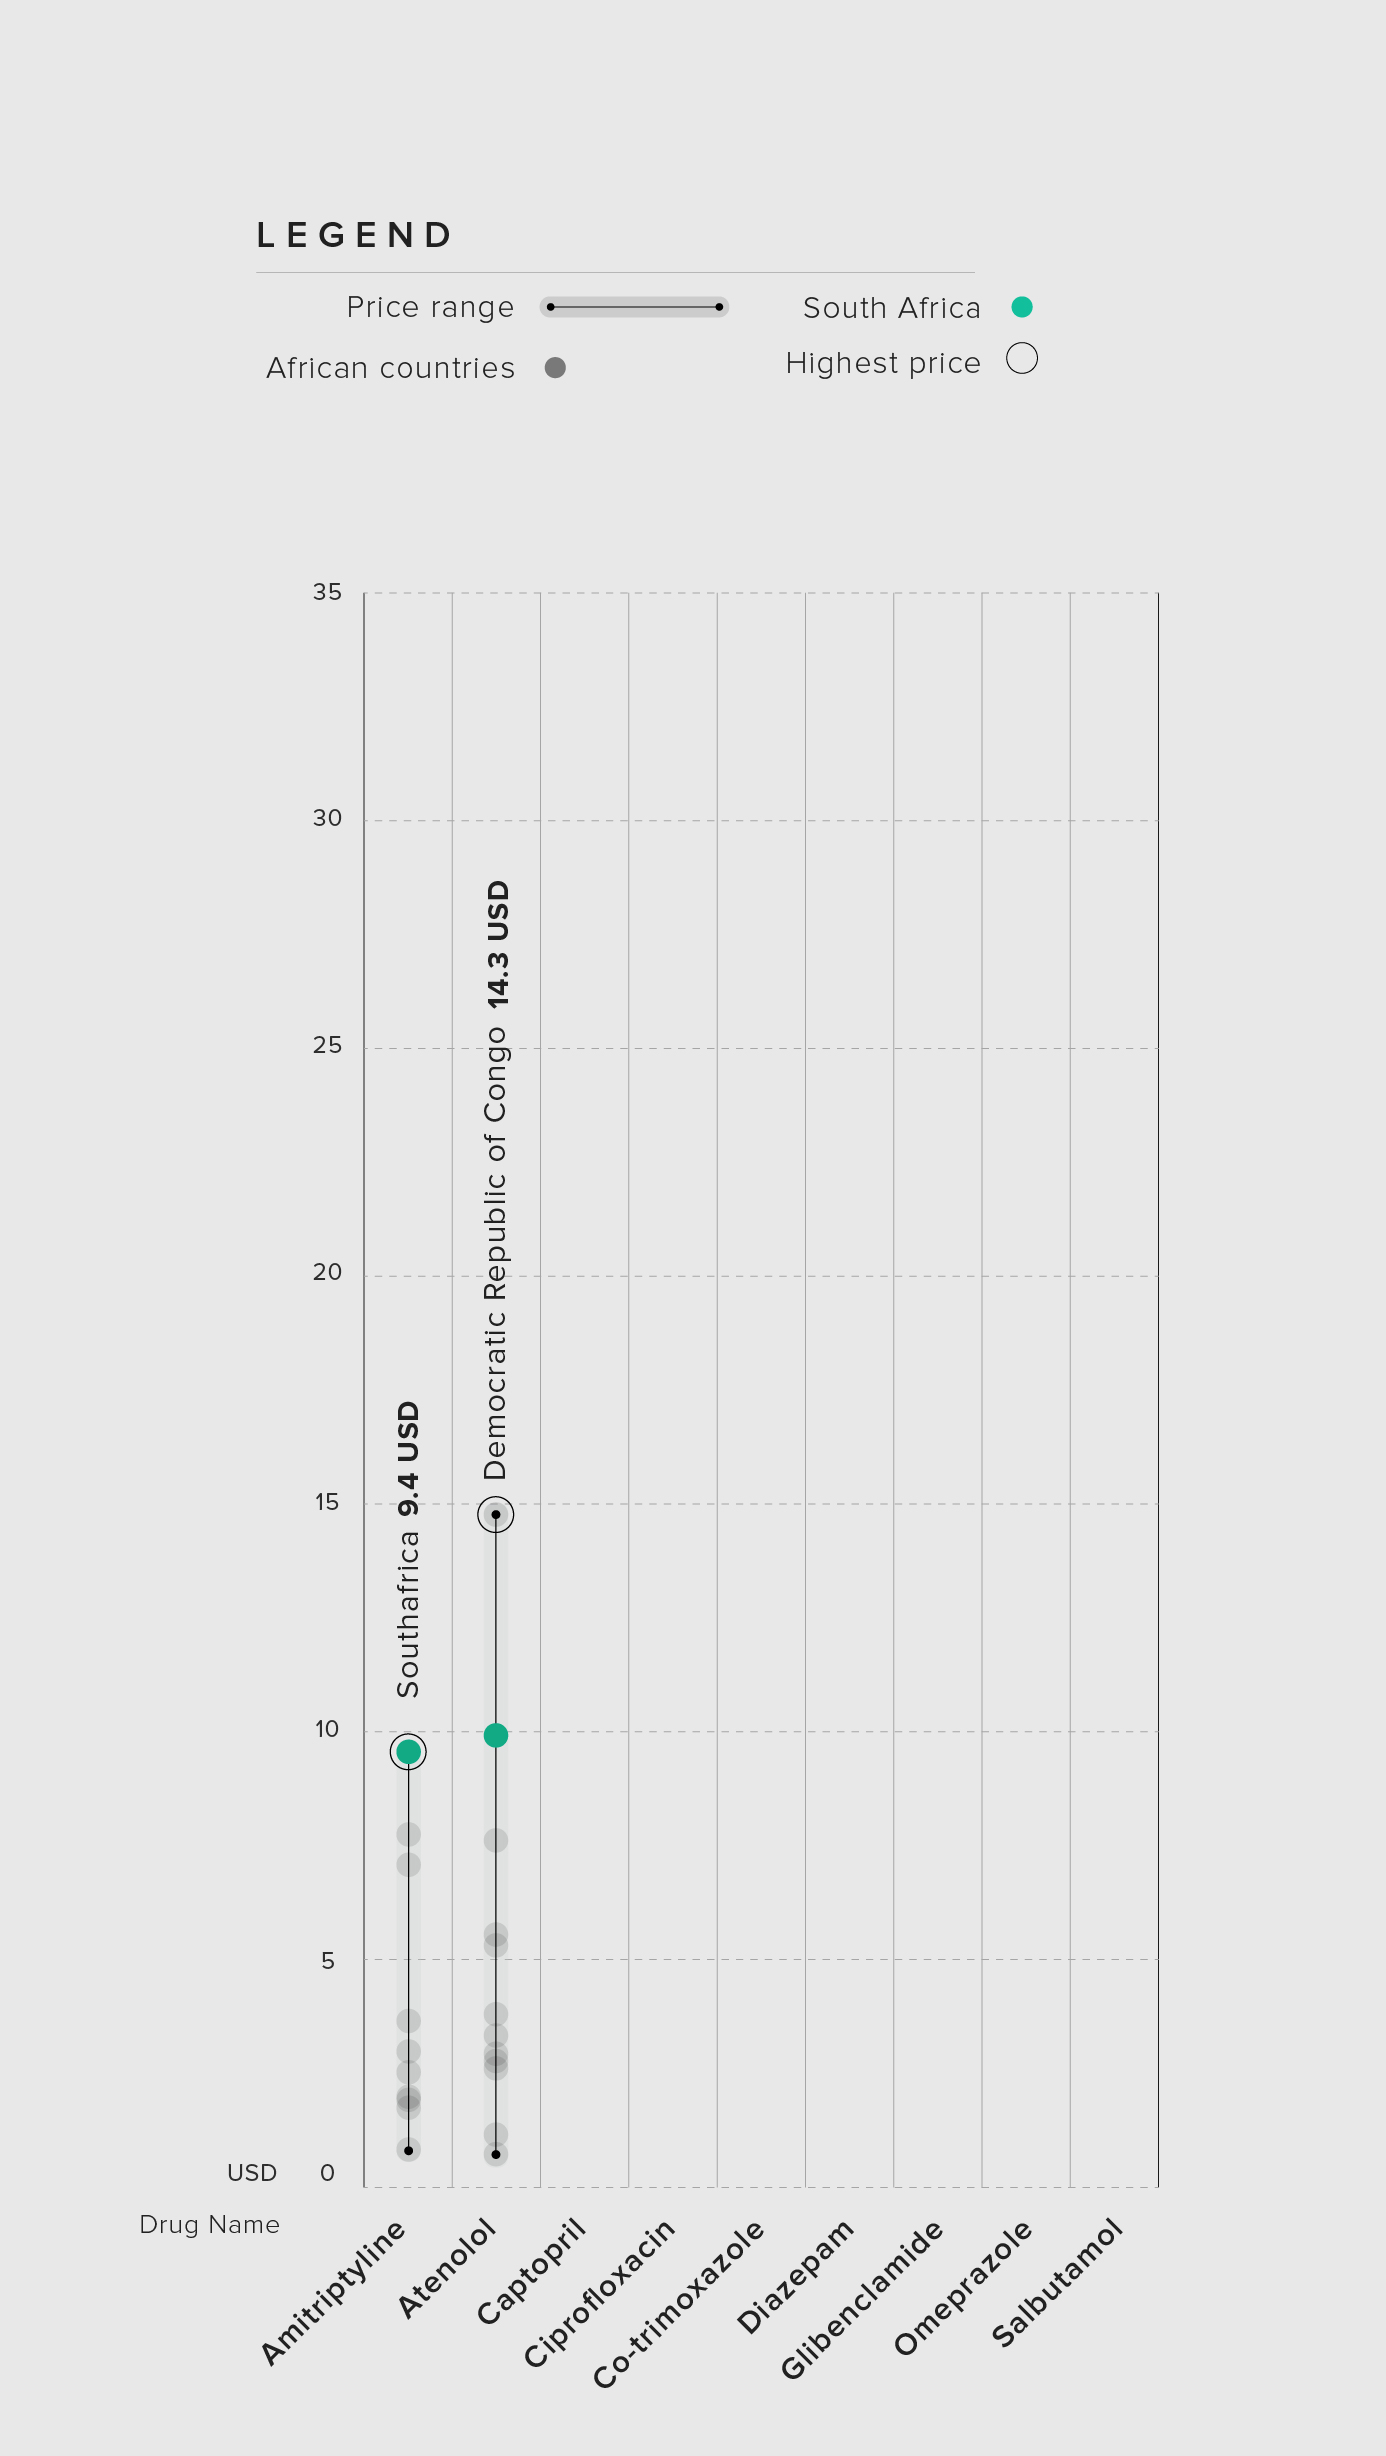 LEGEND
Price range
South Africa
African countries
Highest price
35
30
25
20
15
10
5
USD 0
Southafrica 9.4 USD
Democratic Republic of Congo 14.3 USD
Drug Name
Amitriptyline
Atenolol
Captopril
Ciprofloxacin
Co-trimoxazole
Diazepam
Glibenclamide
Omeprazole
Salbutamol